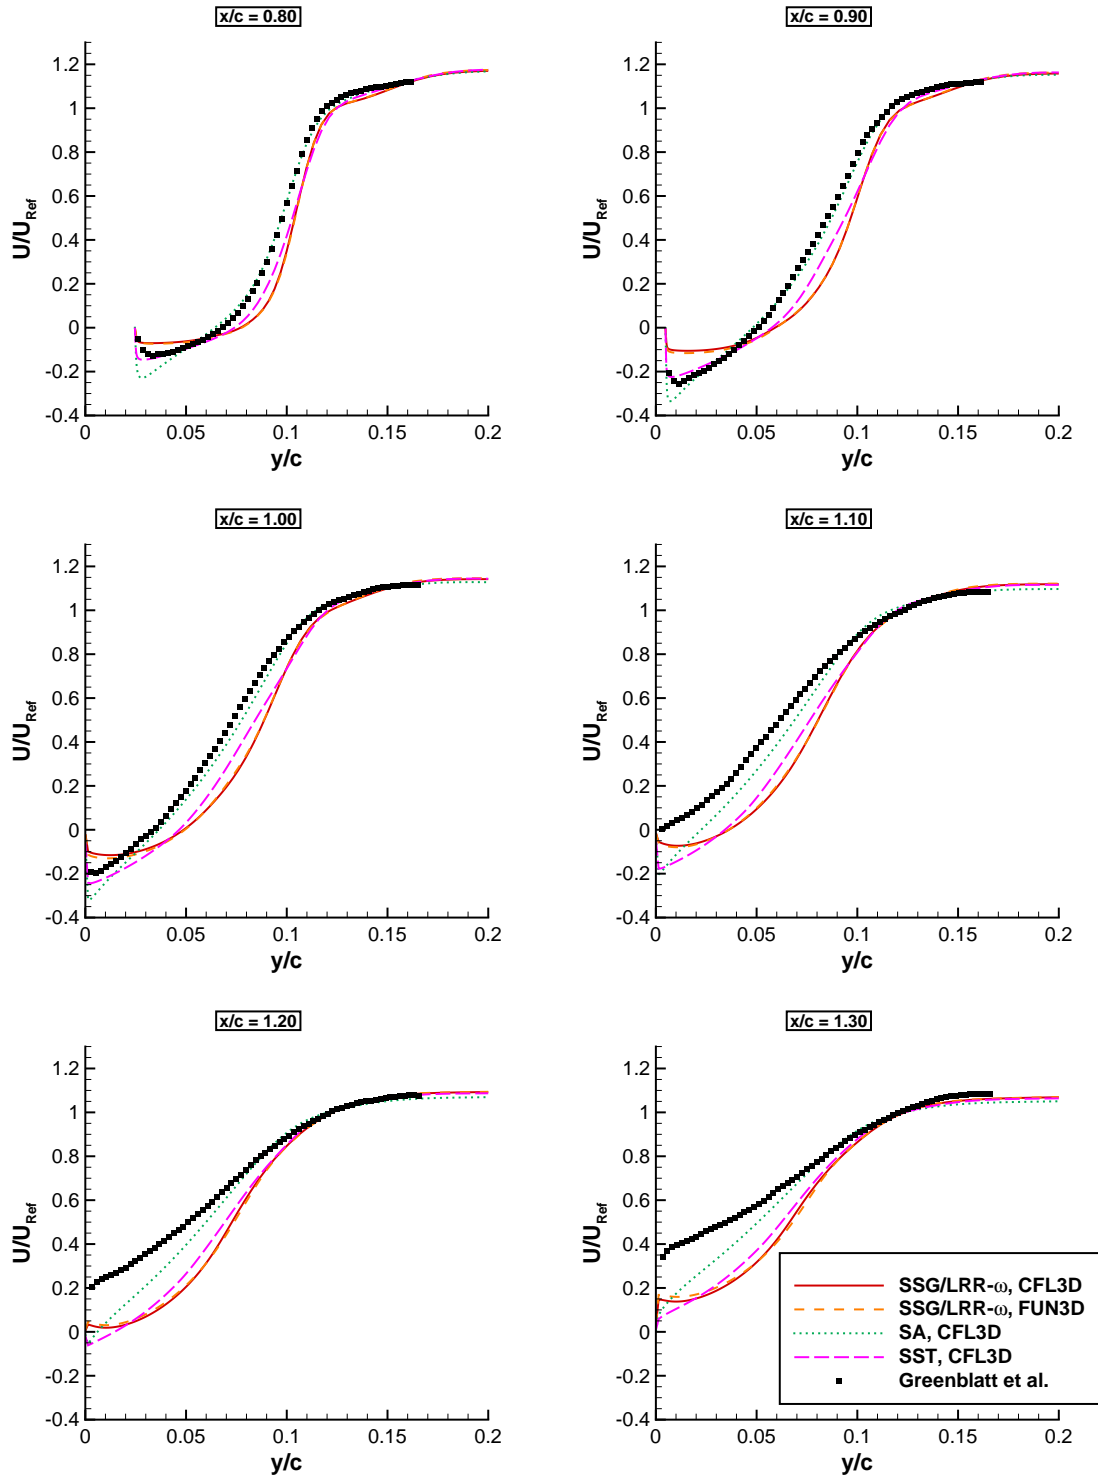 x/c = 0.80
1.2
1
0.8
0.6
0.4
0.2
0
-0.2
-0.4
U/U_Ref
0 0.05 0.1 0.15 0.2
y/c
x/c = 0.90
1.2
1
0.8
0.6
0.4
0.2
0
-0.2
-0.4
U/U_Ref
0 0.05 0.1 0.15 0.2
y/c
x/c = 1.00
1.2
1
0.8
0.6
0.4
0.2
0
-0.2
-0.4
U/U_Ref
0 0.05 0.1 0.15 0.2
y/c
x/c = 1.10
1.2
1
0.8
0.6
0.4
0.2
0
-0.2
-0.4
U/U_Ref
0 0.05 0.1 0.15 0.2
y/c
x/c = 1.20
1.2
1
0.8
0.6
0.4
0.2
0
-0.2
-0.4
U/U_Ref
0 0.05 0.1 0.15 0.2
y/c
x/c = 1.30
1.2
1
0.8
0.6
0.4
0.2
0
-0.2
-0.4
U/U_Ref
0 0.05 0.1 0.15 0.2
y/c
SSG/LRR-ω, CFL3D
SSG/LRR-ω, FUN3D
SA, CFL3D
SST, CFL3D
Greenblatt et al.